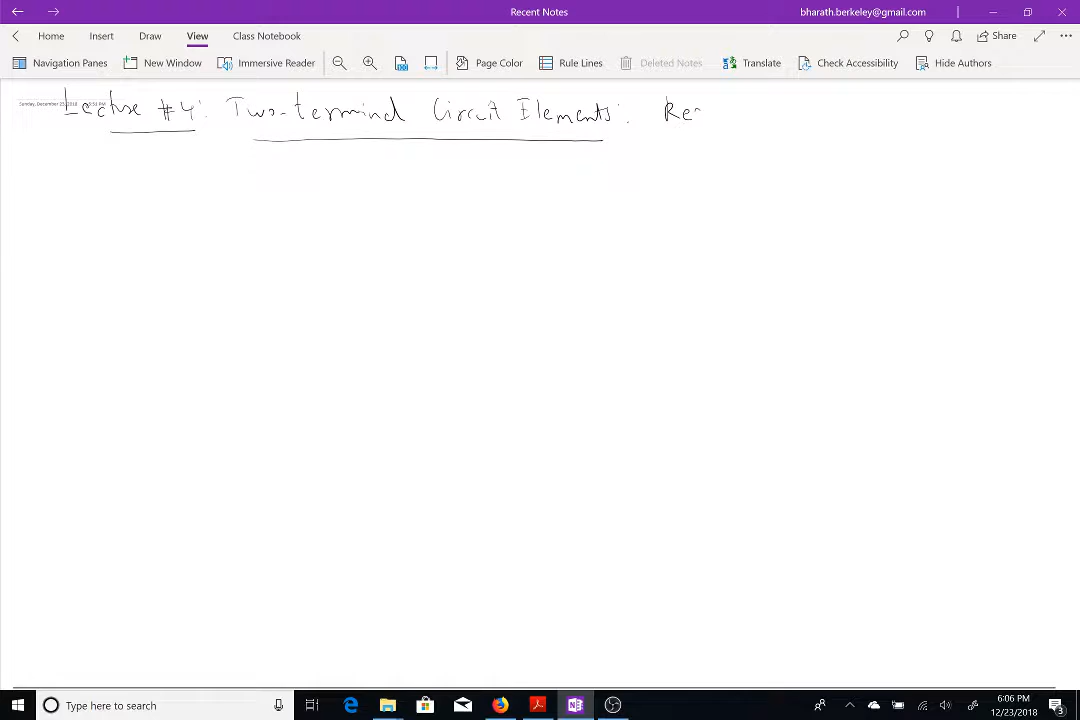 Recent Notes
bharath.berkeley@gmail.com
Home Insert Draw View Class Notebook Share
Navigation Panes New Window Immersive Reader Page Color Rule Lines Deleted Notes Translate Check Accessibility Hide Authors
Lecture #4: Two-terminal Circuit Elements: Re
Type here to search
6:06 PM
12/23/2018
3